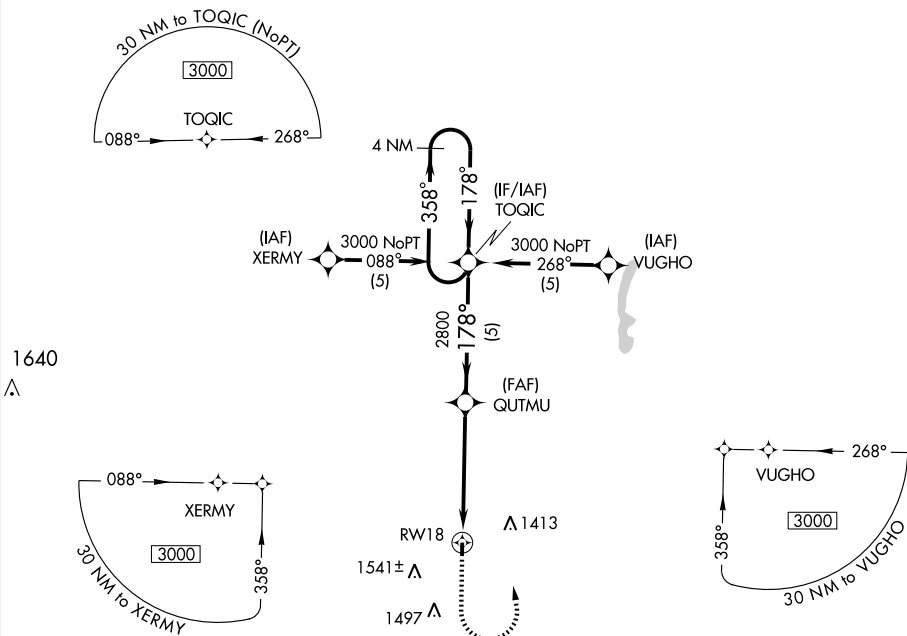 30 NM to TOQIC (NoPT)
3000
TOQIC
088°
268°
4 NM
358°
178°
(IF/IAF)
TOQIC
(IAF)
XERMY
3000 NoPT
088°
(5)
3000 NoPT
268°
(5)
(IAF)
VUGHO
2800
178°
(5)
1640
(FAF)
QUTMU
088°
XERMY
3000
358°
30 NM to XERMY
268°
VUGHO
3000
358°
30 NM to VUGHO
RW18
1413
1541±
1497